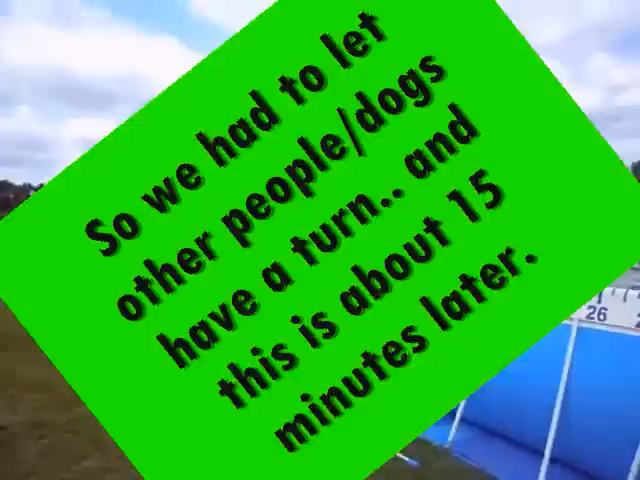 So we had to let
other people/dogs
have a turn.. and
this is about 15
minutes later.
26